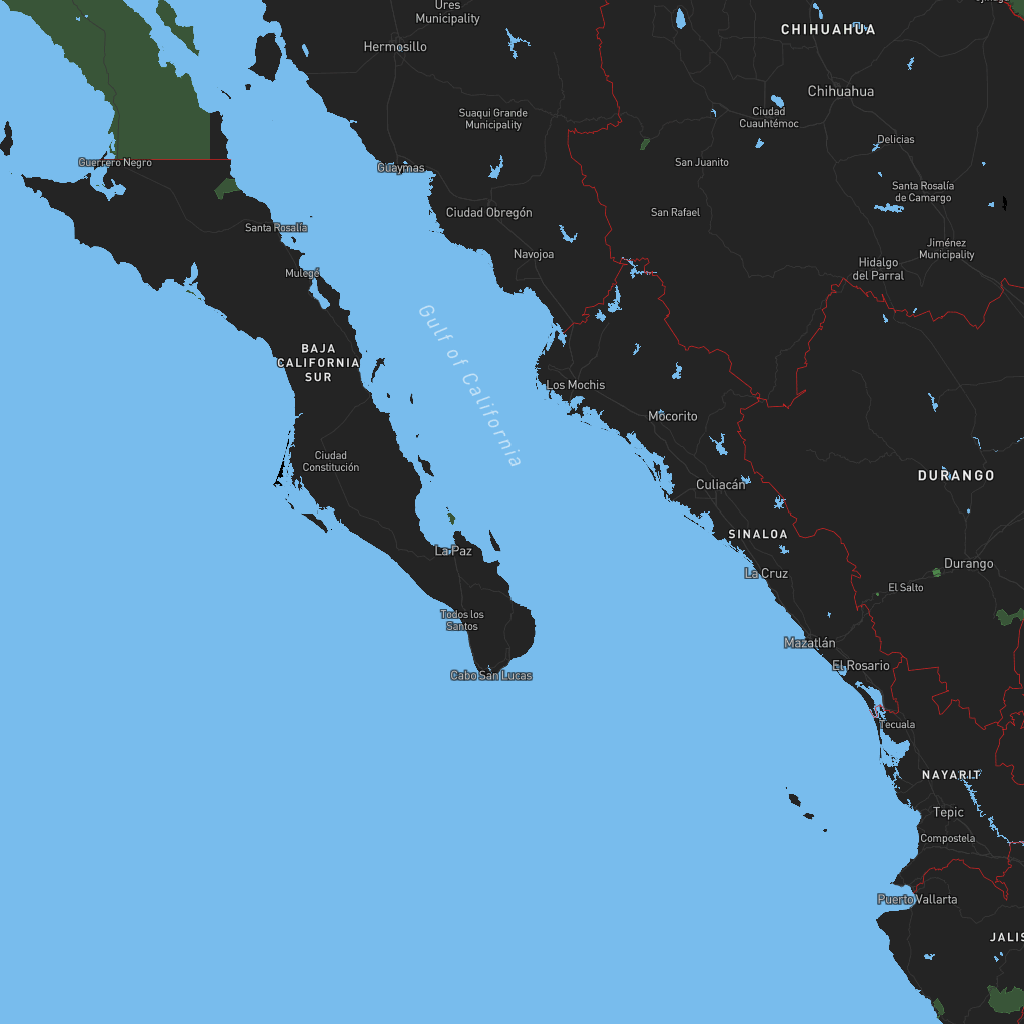 Ojinaga
Ures
Municipality
CHIHUAHUA
Hermosillo
Chihuahua
Suaqui Grande
Municipality
Ciudad
Cuauhtémoc
Delicias
Guerrero Negro
Guaymas
San Juanito
Santa Rosalía
de Camargo
Ciudad Obregón
San Rafael
Santa Rosalía
Navojoa
Jiménez
Municipality
Hidalgo
del Parral
Mulegé
Gulf of California
BAJA
CALIFORNIA
SUR
Los Mochis
Mocorito
Ciudad
Constitución
Culiacán
DURANGO
SINALOA
La Paz
La Cruz
Durango
El Salto
Todos los
Santos
Mazatlán
El Rosario
Cabo San Lucas
Tecuala
NAYARIT
Tepic
Compostela
Puerto Vallarta
JALIS